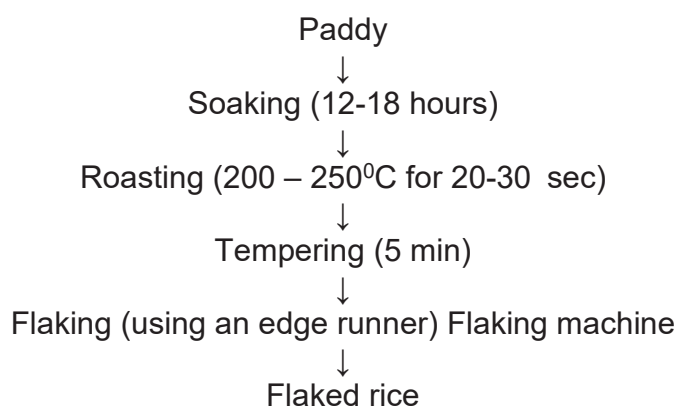 Paddy
↓
Soaking (12-18 hours)
↓
Roasting (200 – 250⁰C for 20-30  sec)
↓
Tempering (5 min)
↓
Flaking (using an edge runner) Flaking machine
↓
Flaked rice